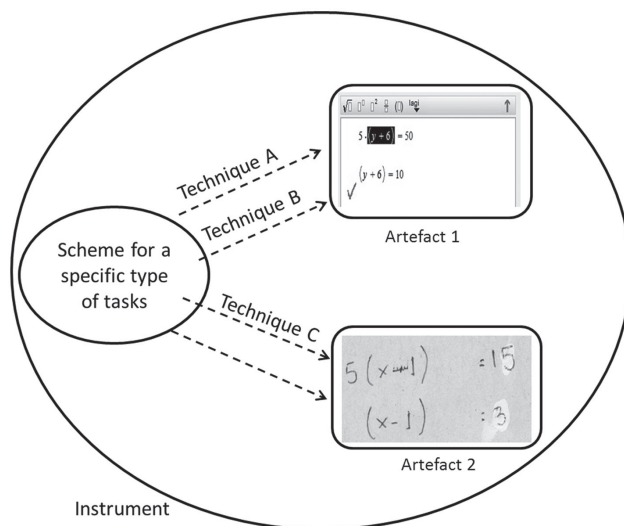 lagi
5 · (y + 6) = 50
(y + 6) = 10
Artefact 1
Technique A
Technique B
Scheme for a
specific type
of tasks
Technique C
5 (x - 1) = 15
(x - 1) = 3
Artefact 2
Instrument